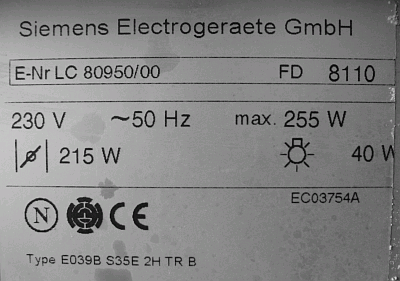 Siemens Electrogeraete GmbH
E-Nr LC 80950/00 FD 8110
230 V ~50 Hz max. 255 W
215 W 40 W
EC03754A
N S CE
Type E039B S35E 2H TR B